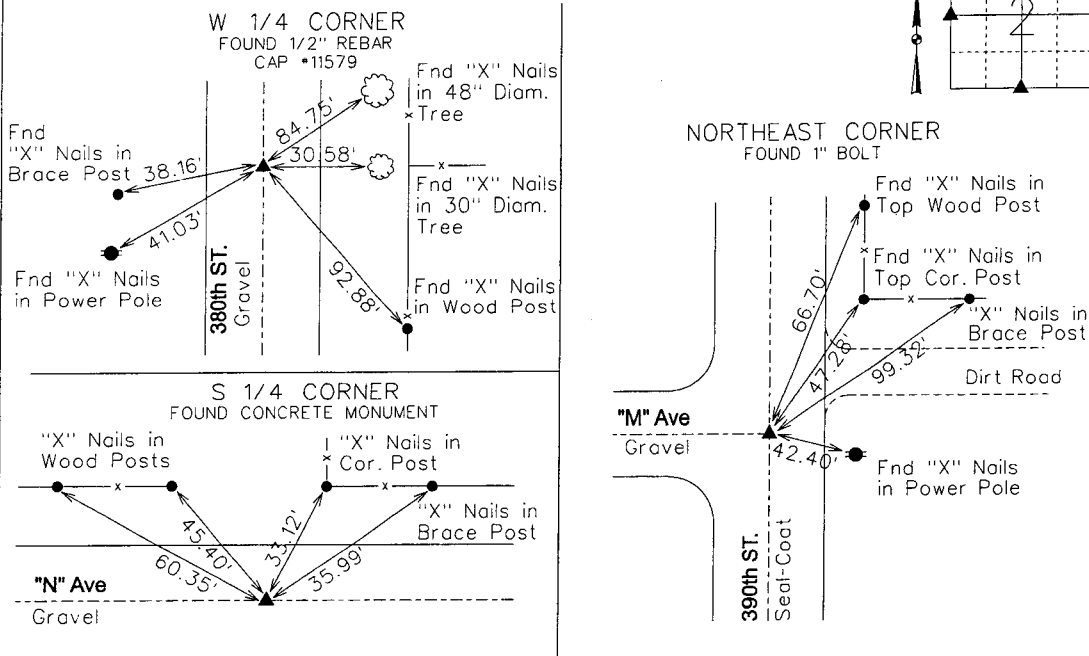 W 1/4 CORNER
FOUND 1/2" REBAR
CAP #11579
Fnd "X" Nails
in 48" Diam.
Tree
84.75'
Fnd
"X" Nails in
Brace Post
38.16'
30.58'
Fnd "X" Nails
in 30" Diam.
Tree
41.03'
Fnd "X" Nails
in Power Pole
380th ST.
Gravel
92.88'
Fnd "X" Nails
in Wood Post
S 1/4 CORNER
FOUND CONCRETE MONUMENT
"X" Nails in
Wood Posts
"X" Nails in
Cor. Post
"X" Nails in
Brace Post
60.35'
45.40'
33.12'
35.99'
"N" Ave
Gravel
2
NORTHEAST CORNER
FOUND 1" BOLT
Fnd "X" Nails in
Top Wood Post
Fnd "X" Nails in
Top Cor. Post
"X" Nails in
Brace Post
66.70'
47.28'
99.32'
Dirt Road
"M" Ave
Gravel
42.40'
Fnd "X" Nails
in Power Pole
390th ST.
Seal-Coat